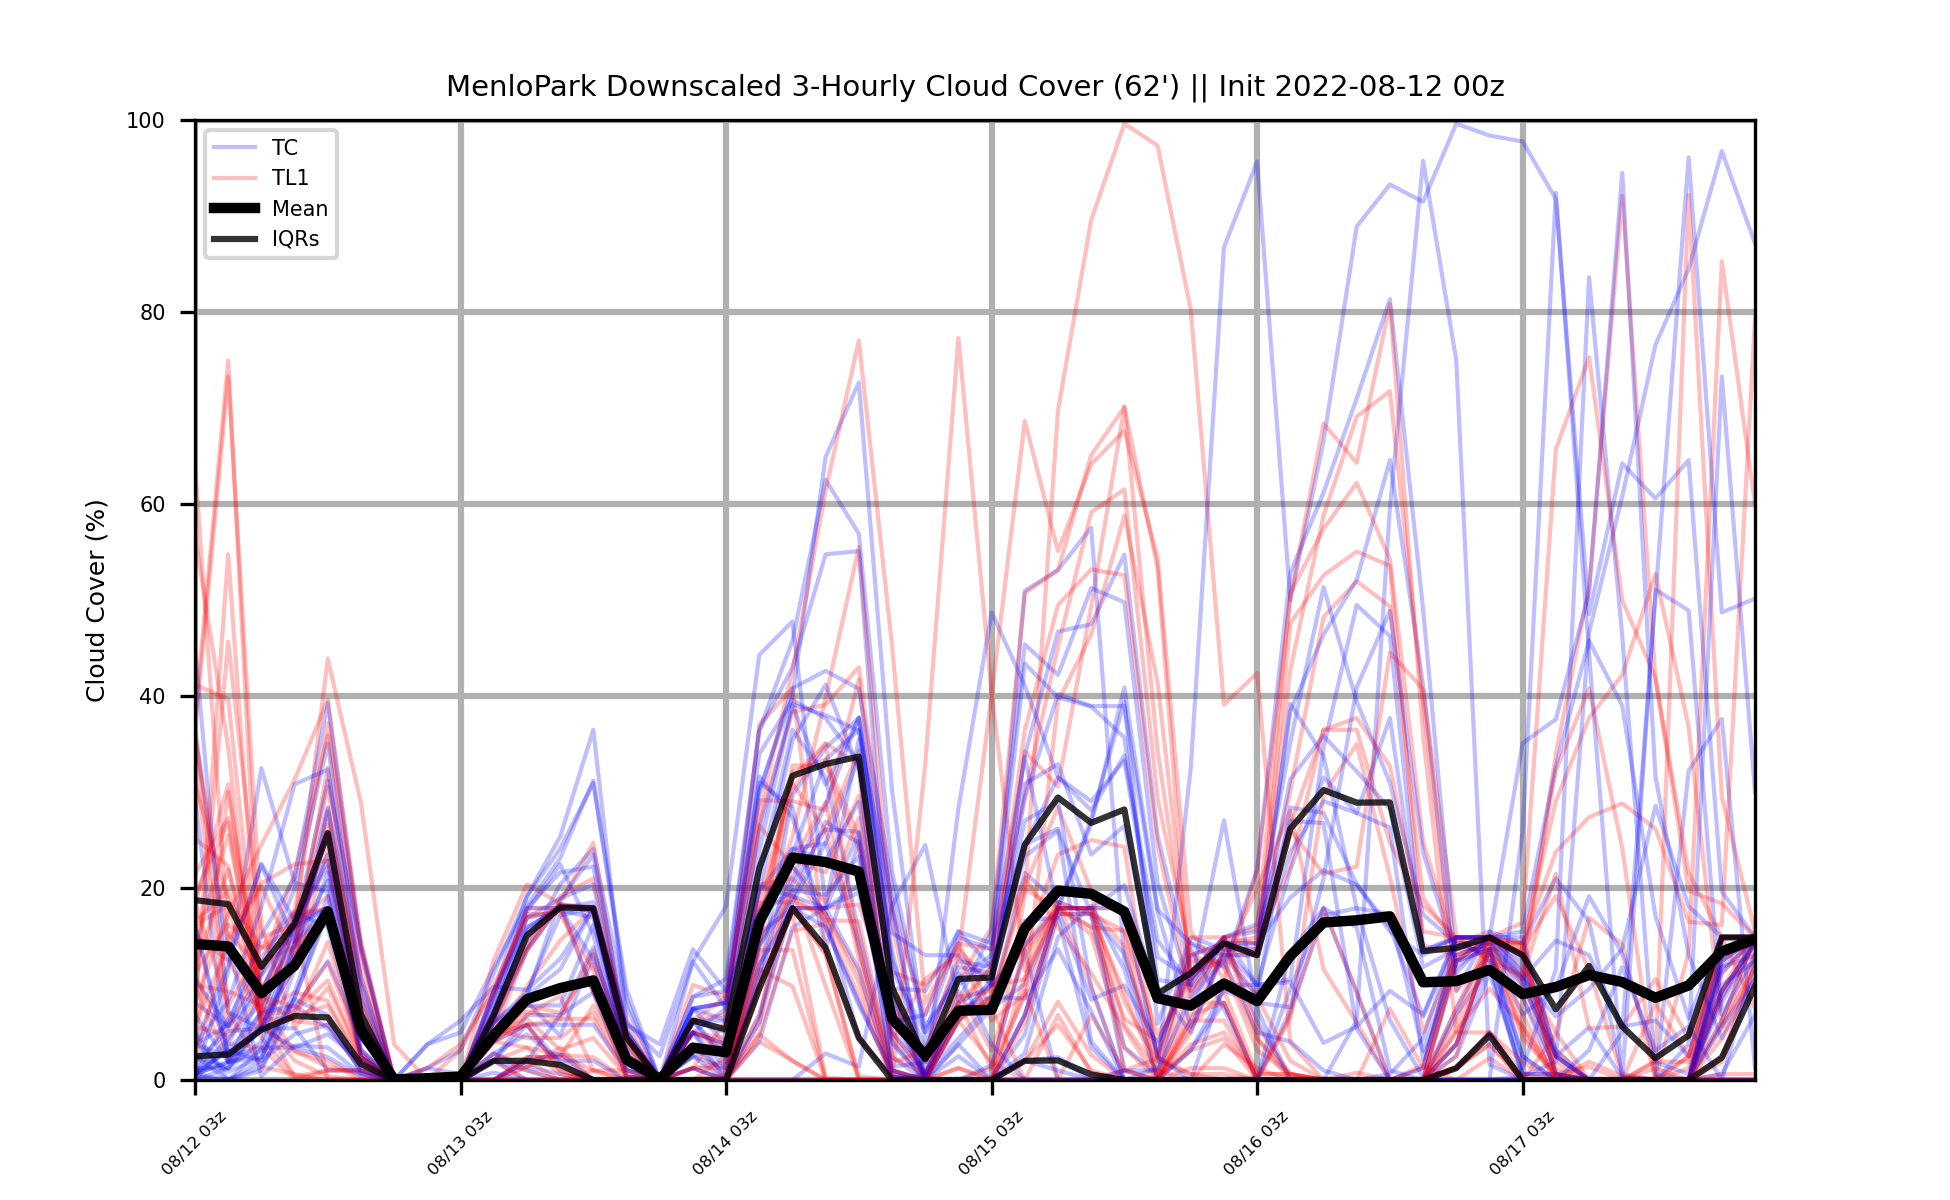 MenloPark Downscaled 3-Hourly Cloud Cover (62') || Init 2022-08-12 00z
100
80
60
40
20
0
Cloud Cover (%)
TC
TL1
Mean
IQRs
08/12 03z
08/13 03z
08/14 03z
08/15 03z
08/16 03z
08/17 03z